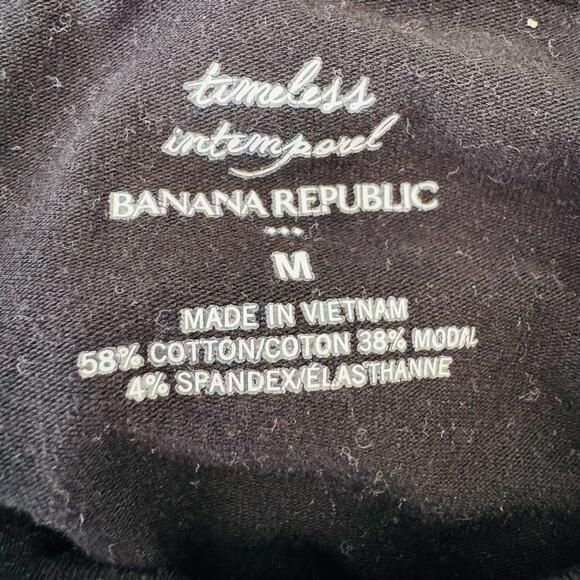 timeless
intemporel
BANANA REPUBLIC
M
MADE IN VIETNAM
58% COTTON/COTON 38% MODAL
4% SPANDEX/ÉLASTHANNE